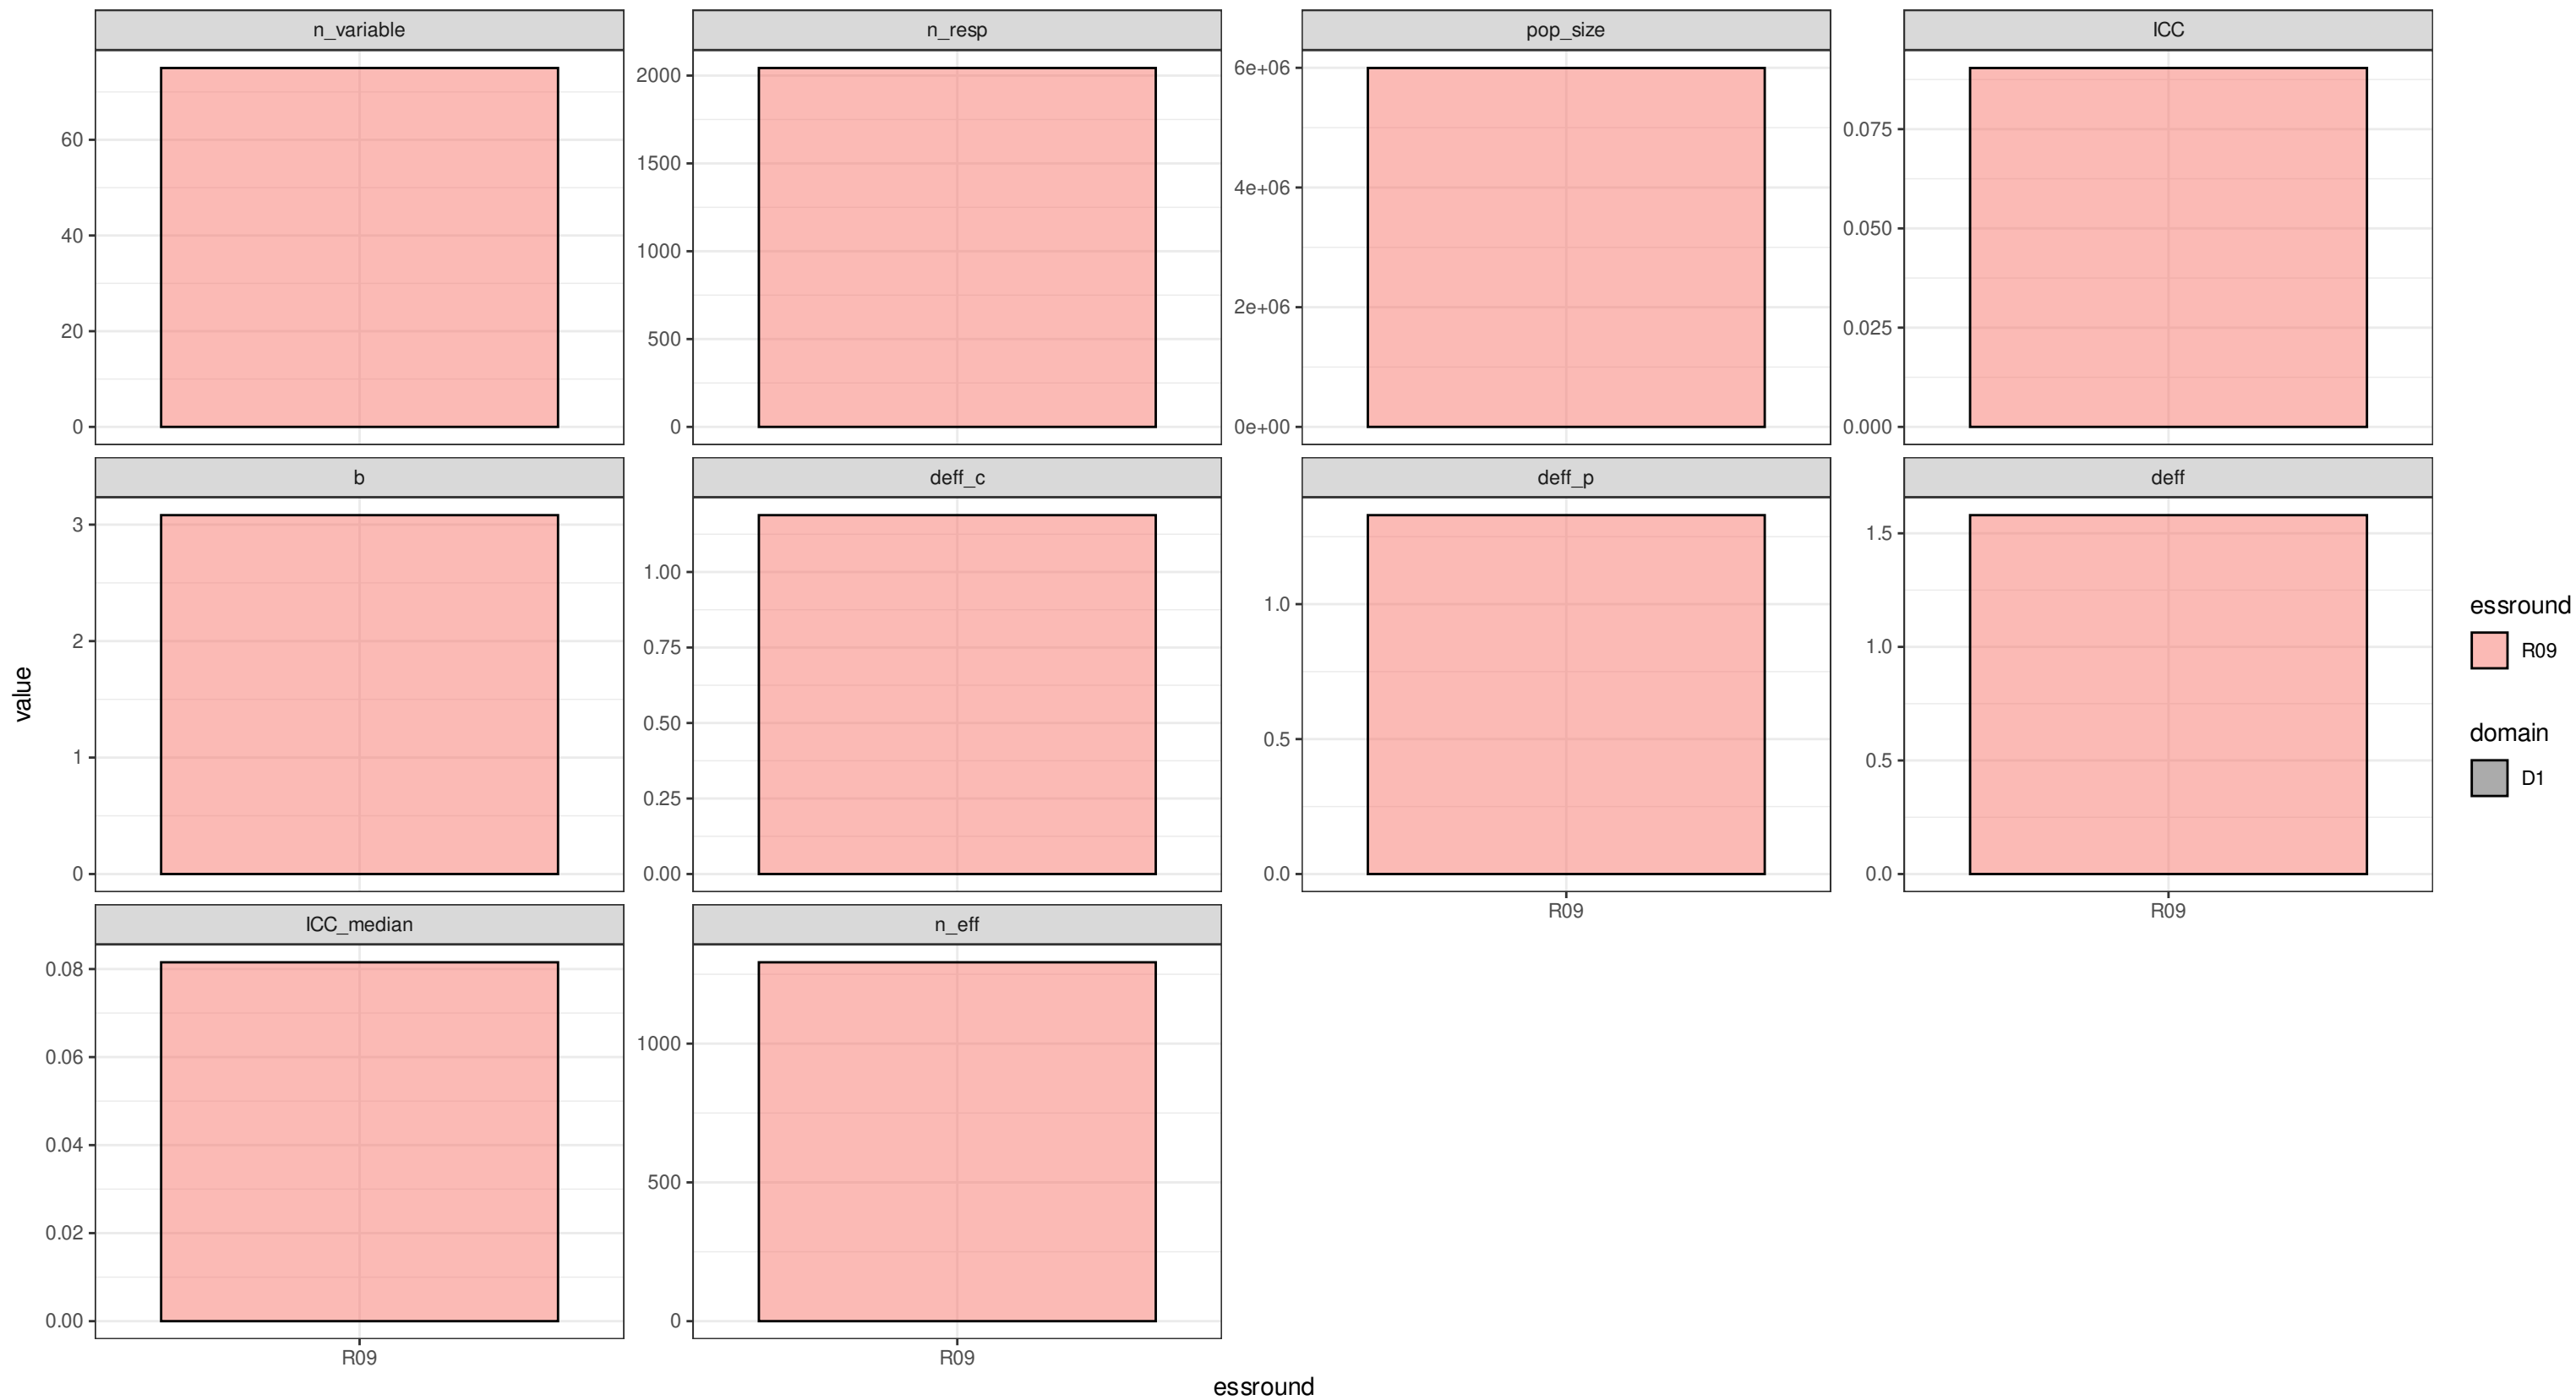 n_variable
n_resp
pop_size
ICC
60
40
20
0
2000
1500
1000
500
0
6e+06
4e+06
2e+06
0e+00
0.075
0.050
0.025
0.000
b
deff_c
deff_p
deff
3
2
1
0
1.00
0.75
0.50
0.25
0.00
1.0
0.5
0.0
R09
1.5
1.0
0.5
0.0
R09
ICC_median
n_eff
0.08
0.06
0.04
0.02
0.00
R09
1000
500
0
R09
value
essround
essround
R09
domain
D1